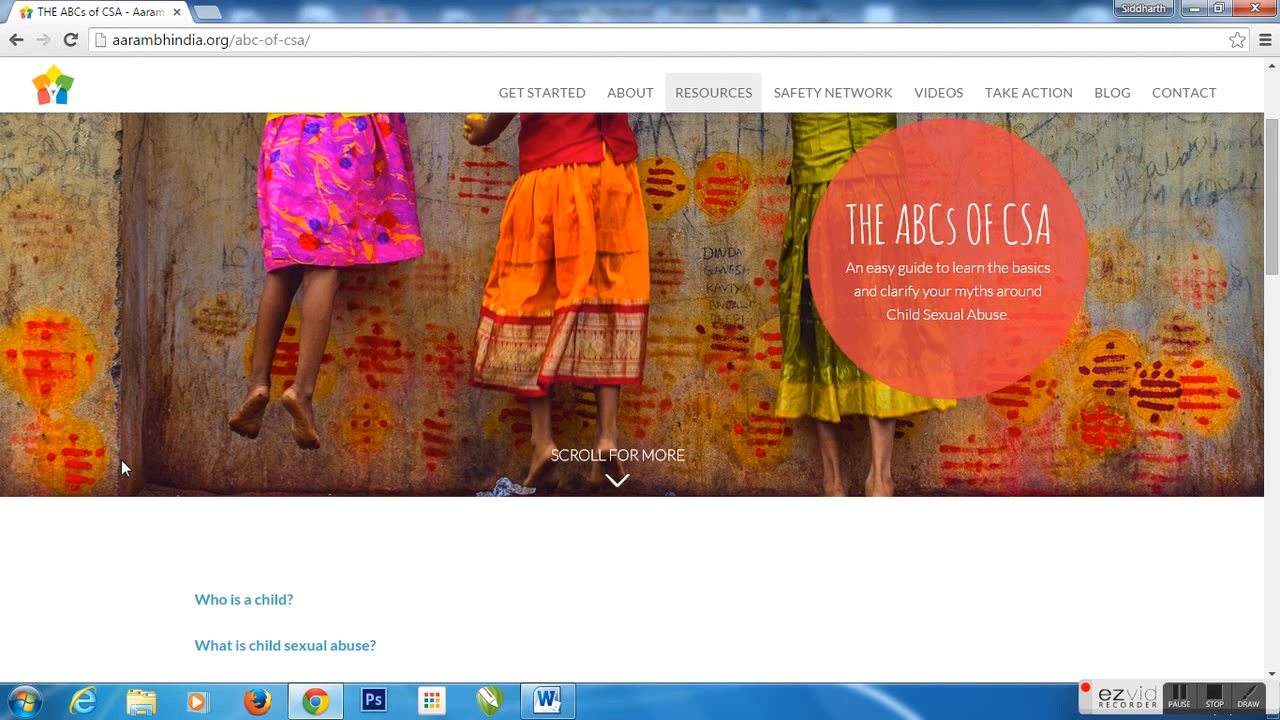 THE ABCs of CSA - Aaram
Siddharth
aarambhindia.org/abc-of-csa/
GET STARTED ABOUT RESOURCES SAFETY NETWORK VIDEOS TAKE ACTION BLOG CONTACT
THE ABCs OF CSA
An easy guide to learn the basics
and clarify your myths around
Child Sexual Abuse.
DINDA
GANESH
KAVIYA
SCROLL FOR MORE
Who is a child?
What is child sexual abuse?
Ps
W
ezvid
RECORDER
PAUSE STOP DRAW